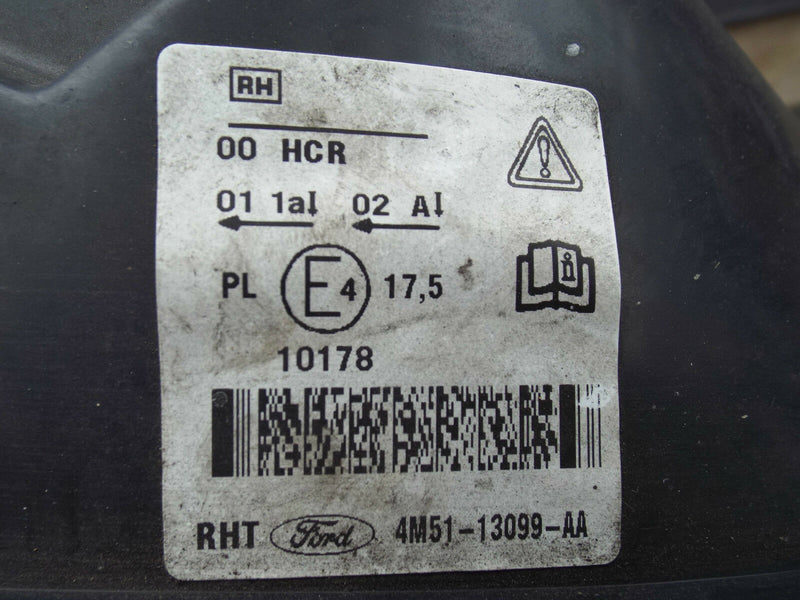 RH
00 HCR
01 1a↓ 02 A↓
PL E4 17,5
10178
RHT Ford 4M51-13099-AA